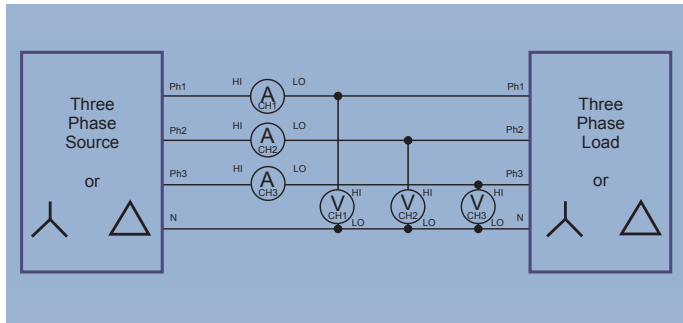 Three
Phase
Source
or
Ph1
HI
A
CH1
LO
Ph1
Ph2
HI
A
CH2
LO
Ph2
Ph3
HI
A
CH3
LO
Ph3
V
CH1
HI
LO
V
CH2
HI
LO
V
CH3
HI
LO
N
N
Three
Phase
Load
or